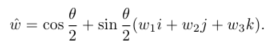 ŵ = cos θ/2 + sin θ/2 (w₁i + w₂j + w₃k).